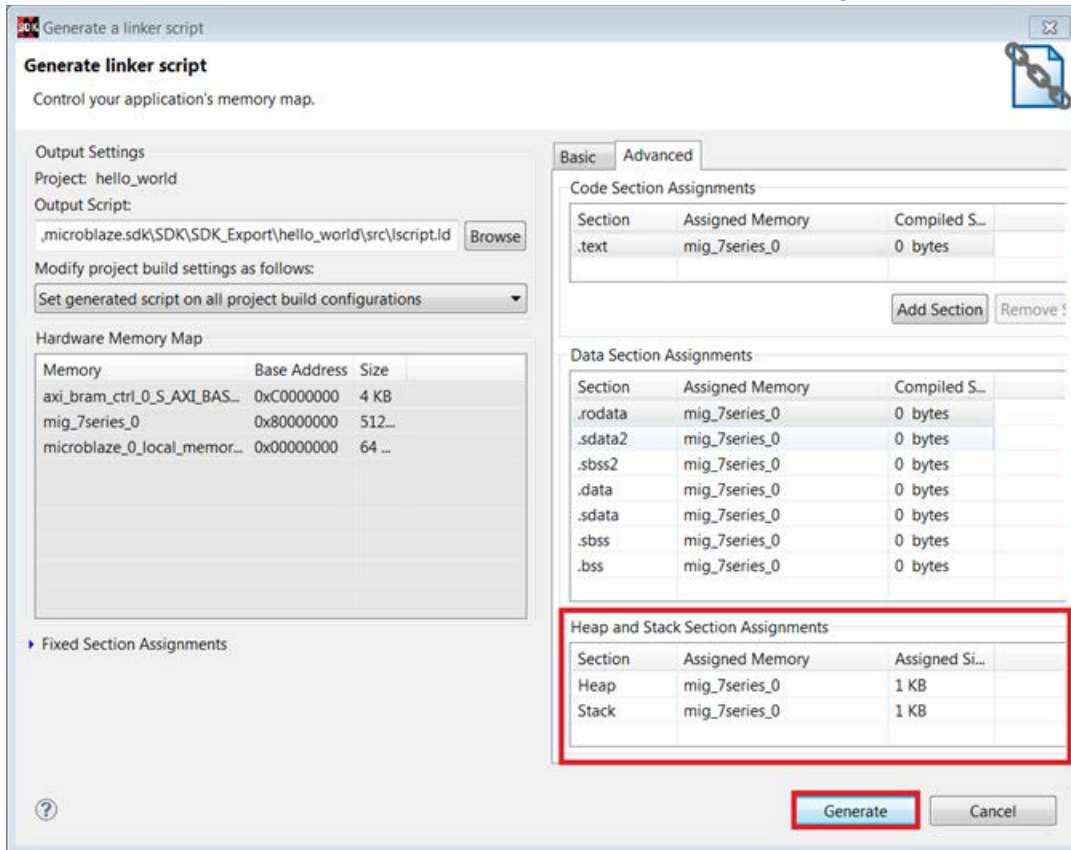 SDK Generate a linker script
Generate linker script
Control your application's memory map.
Output Settings
Project: hello_world
Output Script:
,microblaze.sdk\SDK\SDK_Export\hello_world\src\lscript.ld Browse
Modify project build settings as follows:
Set generated script on all project build configurations
Hardware Memory Map
Memory Base Address Size
axi_bram_ctrl_0_S_AXI_BAS... 0xC0000000 4 KB
mig_7series_0 0x80000000 512...
microblaze_0_local_memor... 0x00000000 64 ...
Fixed Section Assignments
Basic Advanced
Code Section Assignments
Section Assigned Memory Compiled S...
.text mig_7series_0 0 bytes
Add Section Remove
Data Section Assignments
Section Assigned Memory Compiled S...
.rodata mig_7series_0 0 bytes
.sdata2 mig_7series_0 0 bytes
.sbss2 mig_7series_0 0 bytes
.data mig_7series_0 0 bytes
.sdata mig_7series_0 0 bytes
.sbss mig_7series_0 0 bytes
.bss mig_7series_0 0 bytes
Heap and Stack Section Assignments
Section Assigned Memory Assigned Si...
Heap mig_7series_0 1 KB
Stack mig_7series_0 1 KB
? Generate Cancel